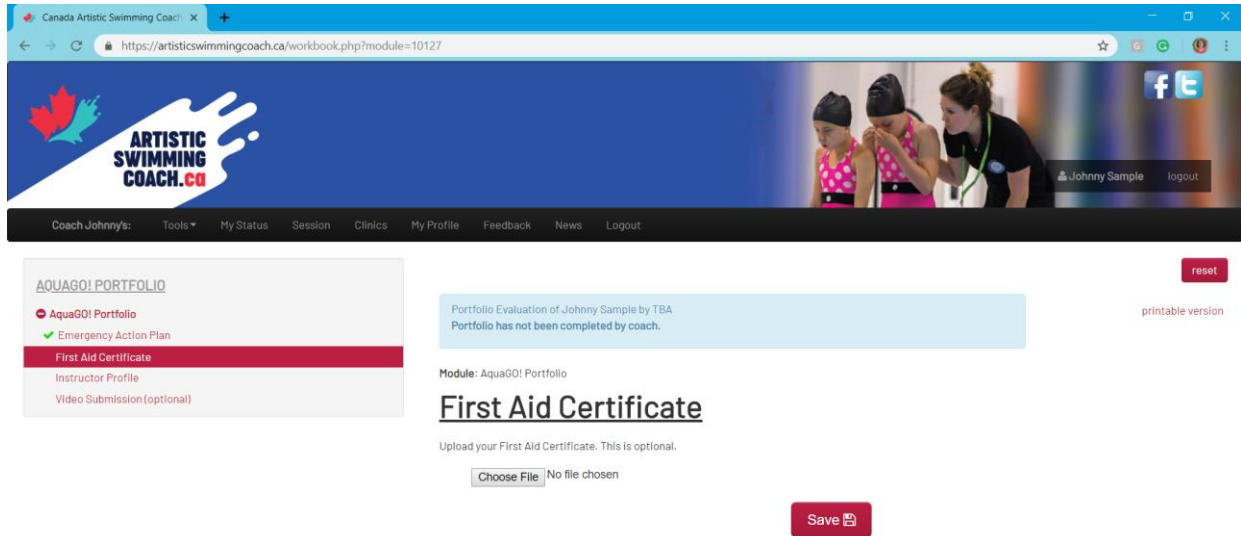 Canada Artistic Swimming Coach
https://artisticswimmingcoach.ca/workbook.php?module=10127
ARTISTIC
SWIMMING
COACH.ca
Johnny Sample logout
Coach Johnny's: Tools My Status Session Clinics My Profile Feedback News Logout
reset
AQUAGO! PORTFOLIO
AquaGO! Portfolio
Emergency Action Plan
First Aid Certificate
Instructor Profile
Video Submission (optional)
Portfolio Evaluation of Johnny Sample by TBA
Portfolio has not been completed by coach.
printable version
Module: AquaGO! Portfolio
First Aid Certificate
Upload your First Aid Certificate. This is optional.
Choose File No file chosen
Save